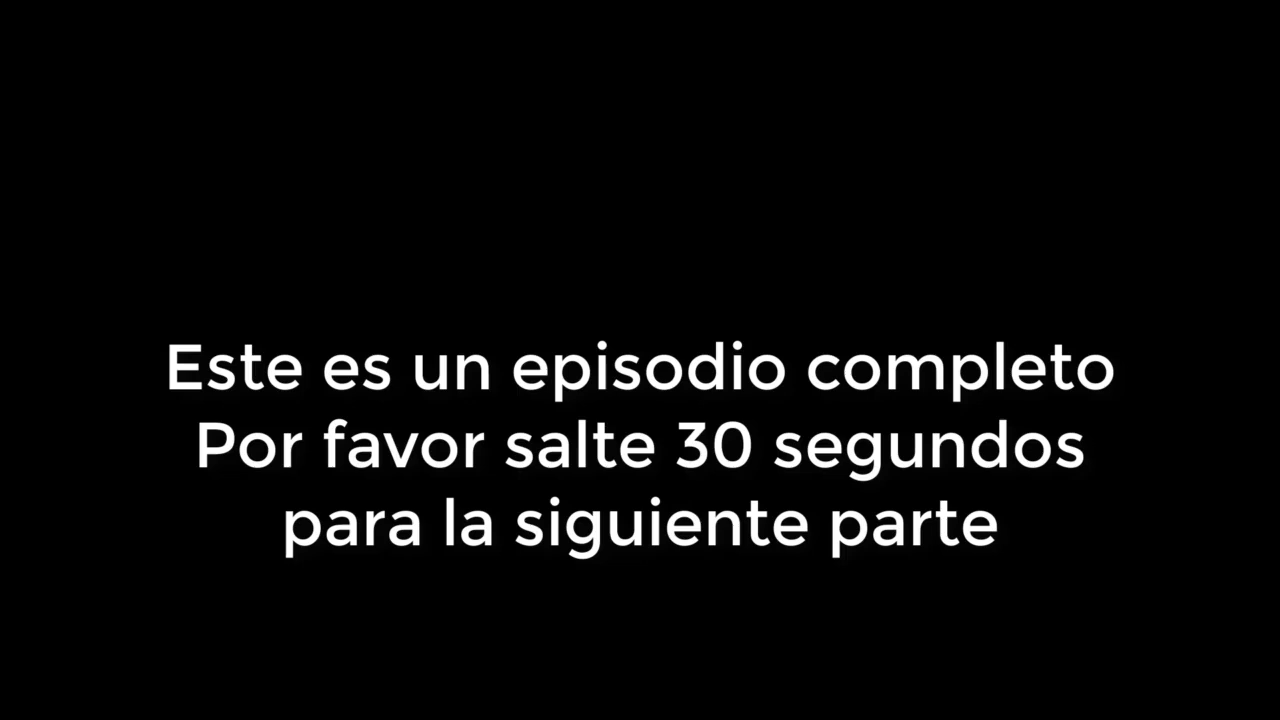 Este es un episodio completo
Por favor salte 30 segundos
para la siguiente parte